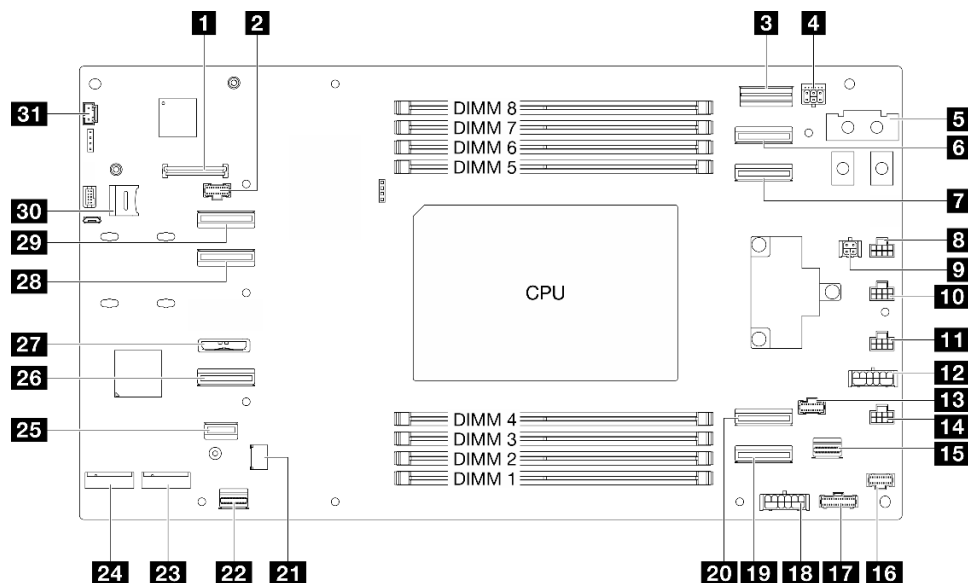 1 2 3 4
31 DIMM 8 5
DIMM 7 6
DIMM 6
DIMM 5
30 7
29 8
28 9
CPU 10
27 11
26 12
25 DIMM 4 13
DIMM 3 14
DIMM 2 15
DIMM 1
24 23 22 21 20 19 18 17 16